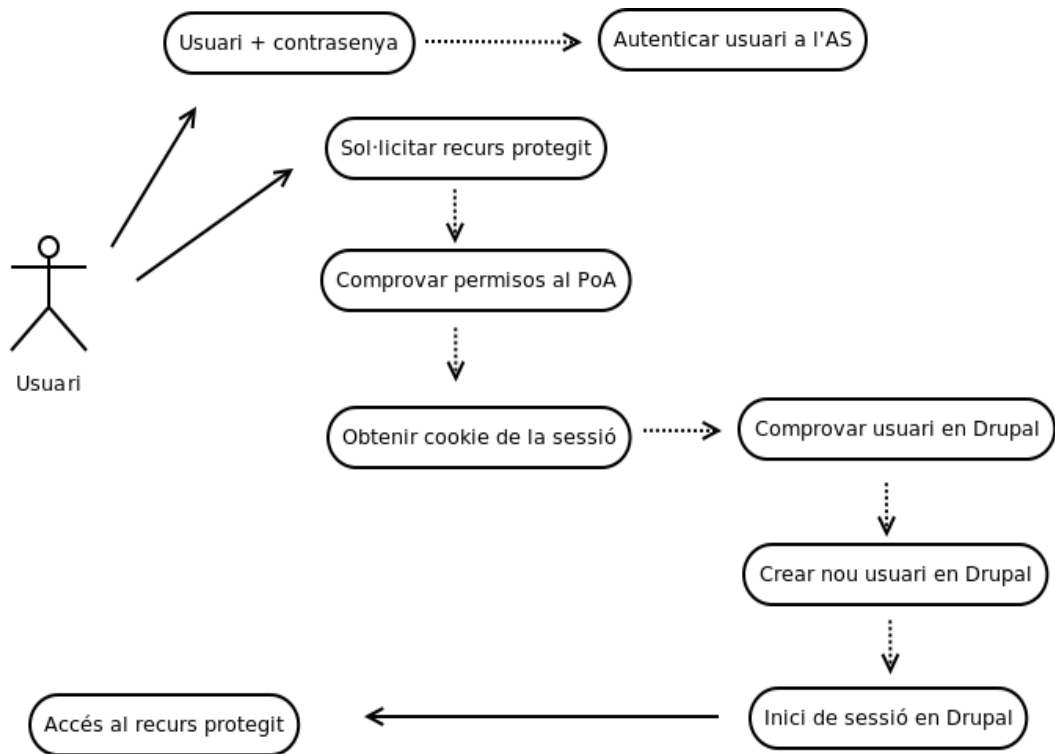 Usuari + contrasenya
Autenticar usuari a l'AS
Sol·licitar recurs protegit
Comprovar permisos al PoA
Usuari
Obtenir cookie de la sessió
Comprovar usuari en Drupal
Crear nou usuari en Drupal
Inici de sessió en Drupal
Accés al recurs protegit